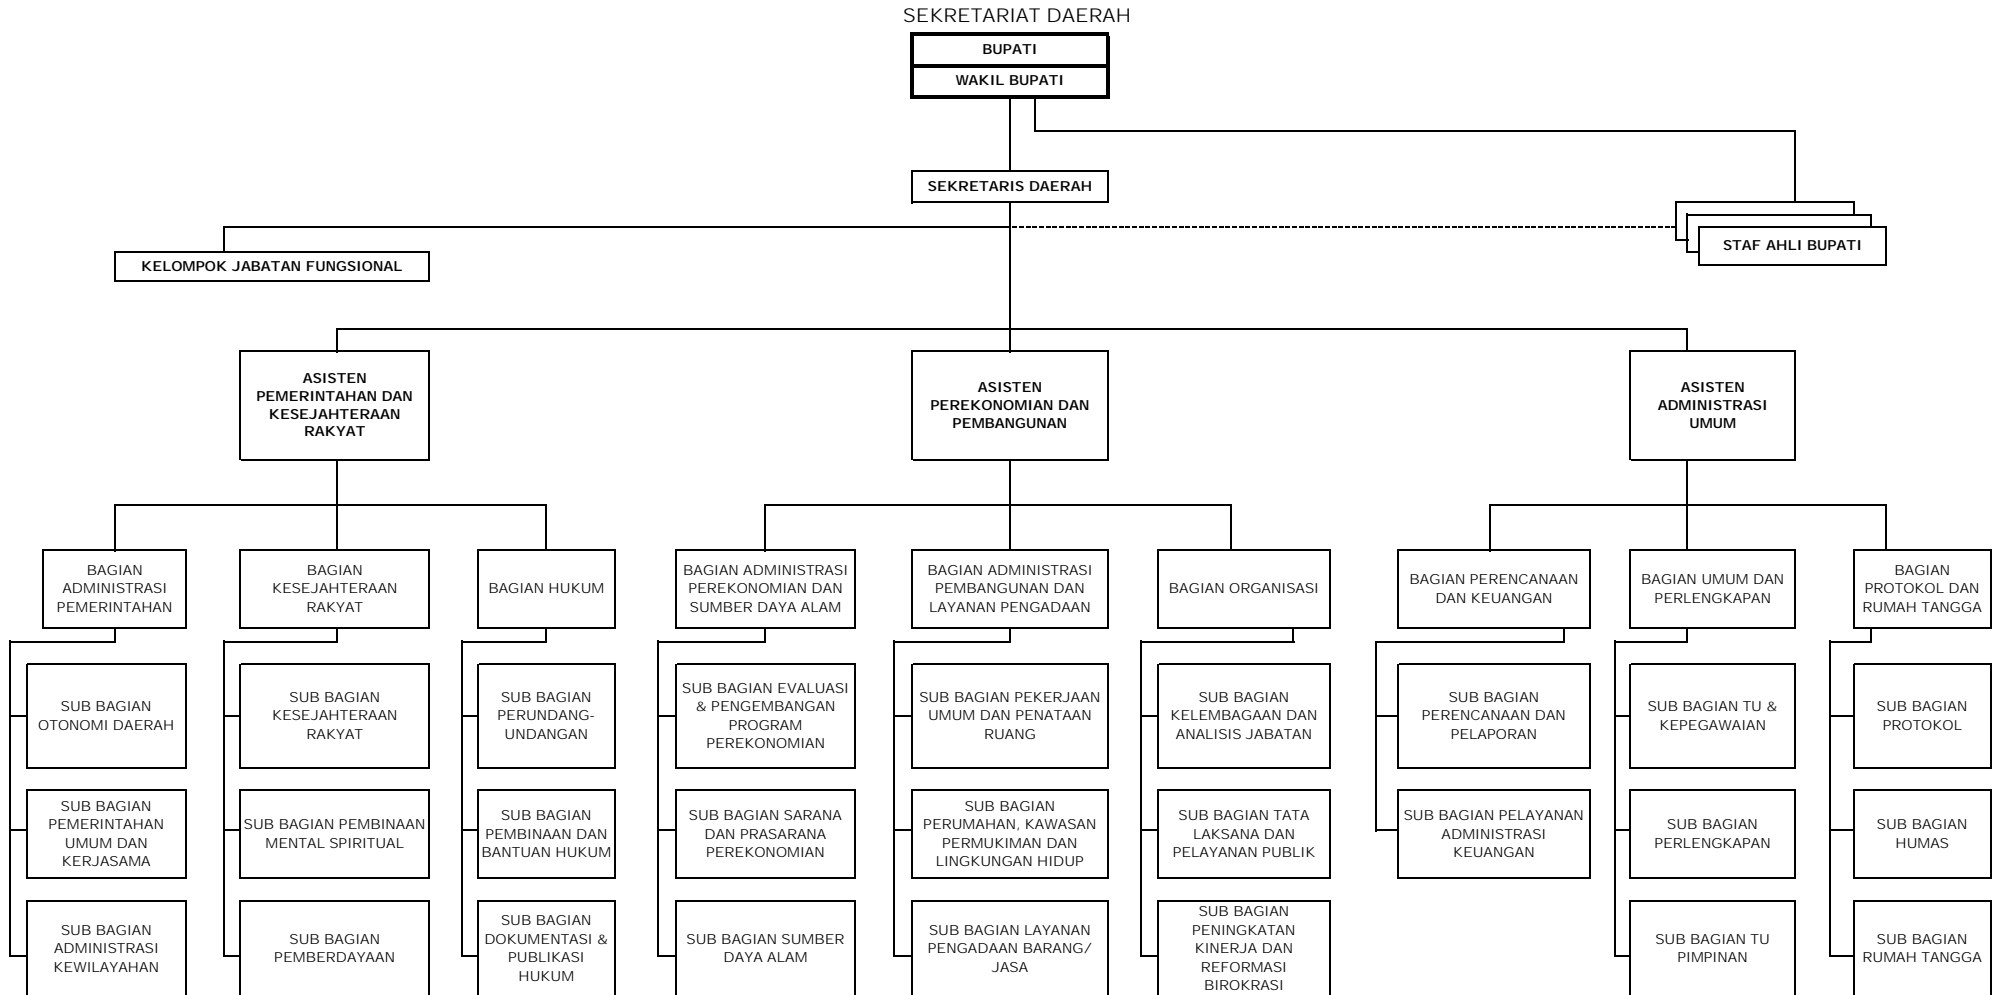 SEKRETARIAT DAERAH
BUPATI
WAKIL BUPATI
SEKRETARIS DAERAH
STAF AHLI BUPATI
KELOMPOK JABATAN FUNGSIONAL
ASISTEN
PEMERINTAHAN DAN
KESEJAHTERAAN
RAKYAT
ASISTEN
PEREKONOMIAN DAN
PEMBANGUNAN
ASISTEN
ADMINISTRASI
UMUM
BAGIAN
ADMINISTRASI
PEMERINTAHAN
BAGIAN
KESEJAHTERAAN
RAKYAT
BAGIAN HUKUM
BAGIAN ADMINISTRASI
PEREKONOMIAN DAN
SUMBER DAYA ALAM
BAGIAN ADMINISTRASI
PEMBANGUNAN DAN
LAYANAN PENGADAAN
BAGIAN ORGANISASI
BAGIAN PERENCANAAN
DAN KEUANGAN
BAGIAN UMUM DAN
PERLENGKAPAN
BAGIAN
PROTOKOL DAN
RUMAH TANGGA
SUB BAGIAN
OTONOMI DAERAH
SUB BAGIAN
KESEJAHTERAAN
RAKYAT
SUB BAGIAN
PERUNDANG-
UNDANGAN
SUB BAGIAN EVALUASI
& PENGEMBANGAN
PROGRAM
PEREKONOMIAN
SUB BAGIAN PEKERJAAN
UMUM DAN PENATAAN
RUANG
SUB BAGIAN
KELEMBAGAAN DAN
ANALISIS JABATAN
SUB BAGIAN
PERENCANAAN DAN
PELAPORAN
SUB BAGIAN TU &
KEPEGAWAIAN
SUB BAGIAN
PROTOKOL
SUB BAGIAN
PEMERINTAHAN
UMUM DAN
KERJASAMA
SUB BAGIAN PEMBINAAN
MENTAL SPIRITUAL
SUB BAGIAN
PEMBINAAN DAN
BANTUAN HUKUM
SUB BAGIAN SARANA
DAN PRASARANA
PEREKONOMIAN
SUB BAGIAN
PERUMAHAN, KAWASAN
PERMUKIMAN DAN
LINGKUNGAN HIDUP
SUB BAGIAN TATA
LAKSANA DAN
PELAYANAN PUBLIK
SUB BAGIAN PELAYANAN
ADMINISTRASI
KEUANGAN
SUB BAGIAN
PERLENGKAPAN
SUB BAGIAN
HUMAS
SUB BAGIAN
ADMINISTRASI
KEWILAYAHAN
SUB BAGIAN
PEMBERDAYAAN
SUB BAGIAN
DOKUMENTASI &
PUBLIKASI
HUKUM
SUB BAGIAN SUMBER
DAYA ALAM
SUB BAGIAN LAYANAN
PENGADAAN BARANG/
JASA
SUB BAGIAN
PENINGKATAN
KINERJA DAN
REFORMASI
BIROKRASI
SUB BAGIAN TU
PIMPINAN
SUB BAGIAN
RUMAH TANGGA